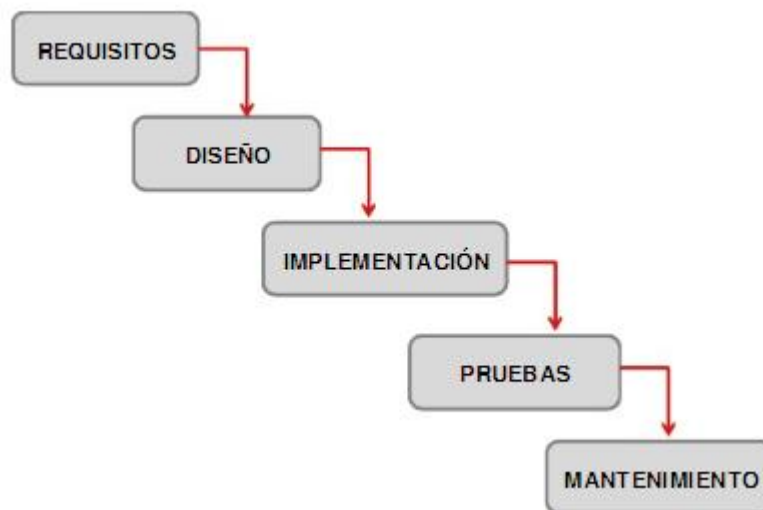 REQUISITOS
DISEÑO
IMPLEMENTACIÓN
PRUEBAS
MANTENIMIENTO